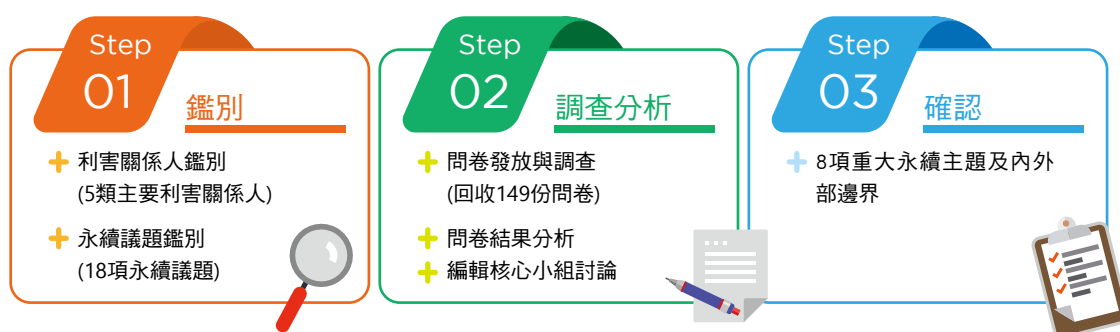 Step
01
鑑別
利害關係人鑑別
(5類主要利害關係人)
永續議題鑑別
(18項永續議題)
Step
02
調查分析
問卷發放與調查
(回收149份問卷)
問卷結果分析
編輯核心小組討論
Step
03
確認
8項重大永續主題及內外
部邊界